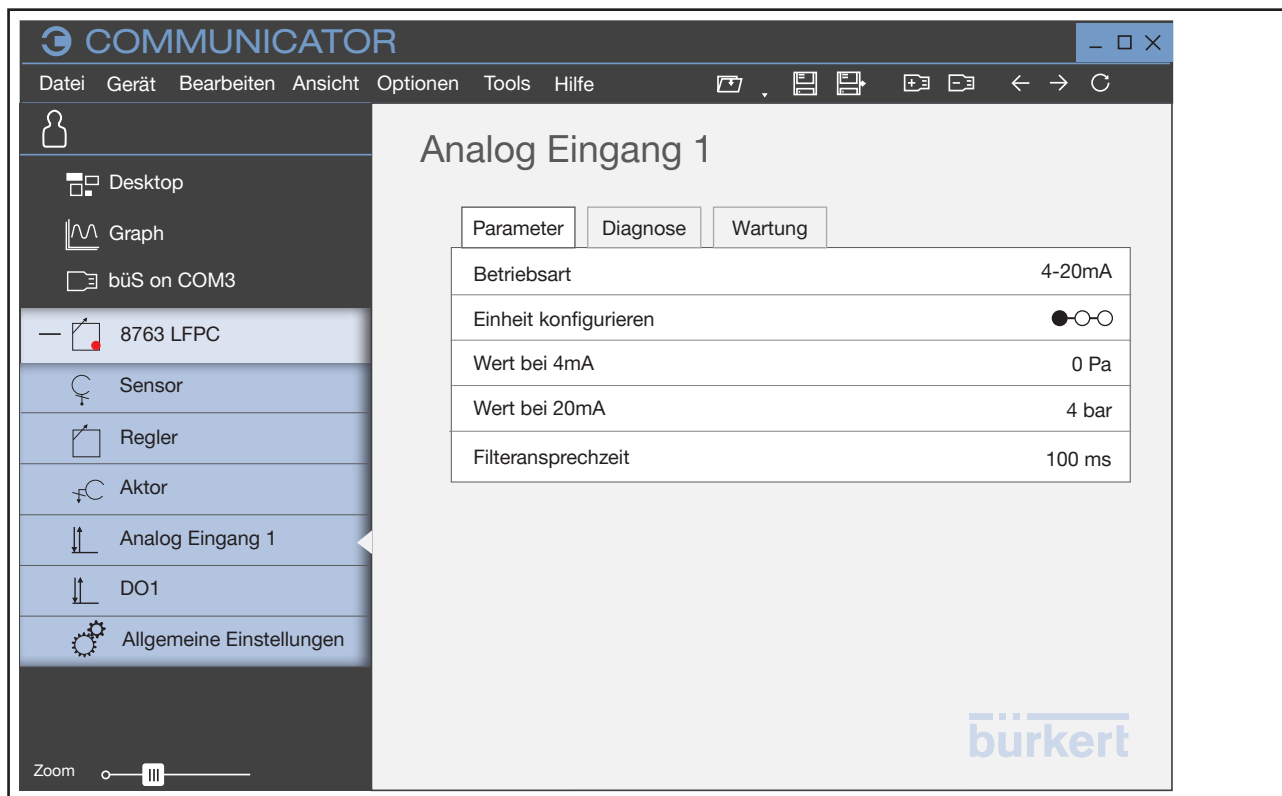 COMMUNICATOR
Datei Gerät Bearbeiten Ansicht Optionen Tools Hilfe
Desktop
Graph
büS on COM3
8763 LFPC
Sensor
Regler
Aktor
Analog Eingang 1
DO1
Allgemeine Einstellungen
Zoom
Analog Eingang 1
Parameter Diagnose Wartung
Betriebsart 4-20mA
Einheit konfigurieren
Wert bei 4mA 0 Pa
Wert bei 20mA 4 bar
Filteransprechzeit 100 ms
bürkert